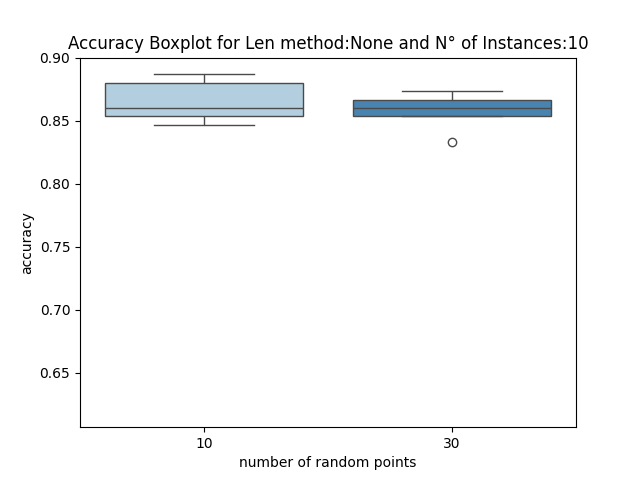 Accuracy Boxplot for Len method:None and N° of Instances:10
0.90
0.85
0.80
0.75
0.70
0.65
accuracy
10
30
number of random points